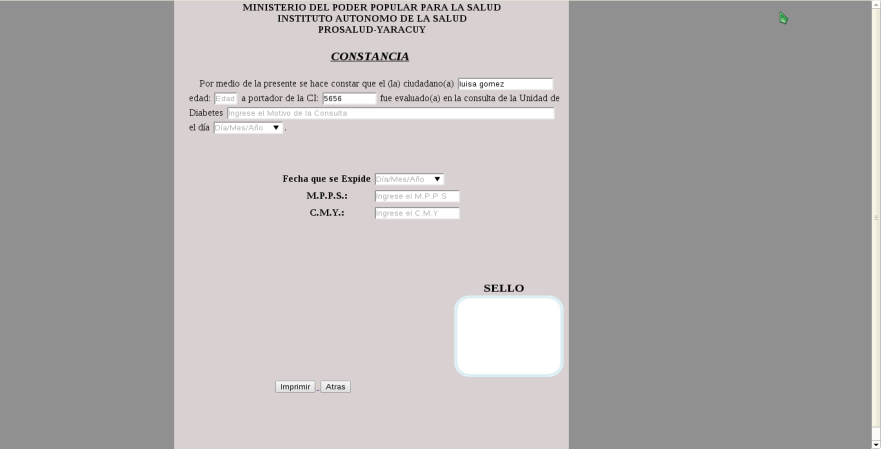 MINISTERIO DEL PODER POPULAR PARA LA SALUD
INSTITUTO AUTONOMO DE LA SALUD
PROSALUD-YARACUY
CONSTANCIA
Por medio de la presente se hace constar que el (la) ciudadano(a) luisa gomez
edad: Edad a portador de la CI: 5656 fue evaluado(a) en la consulta de la Unidad de
Diabetes Ingrese el Motivo de la Consulta
el día Día/Mes/Año .
Fecha que se Expide Día/Mes/Año
M.P.P.S.: Ingrese el M.P.P.S
C.M.Y.: Ingrese el C.M.Y
SELLO
Imprimir Atras